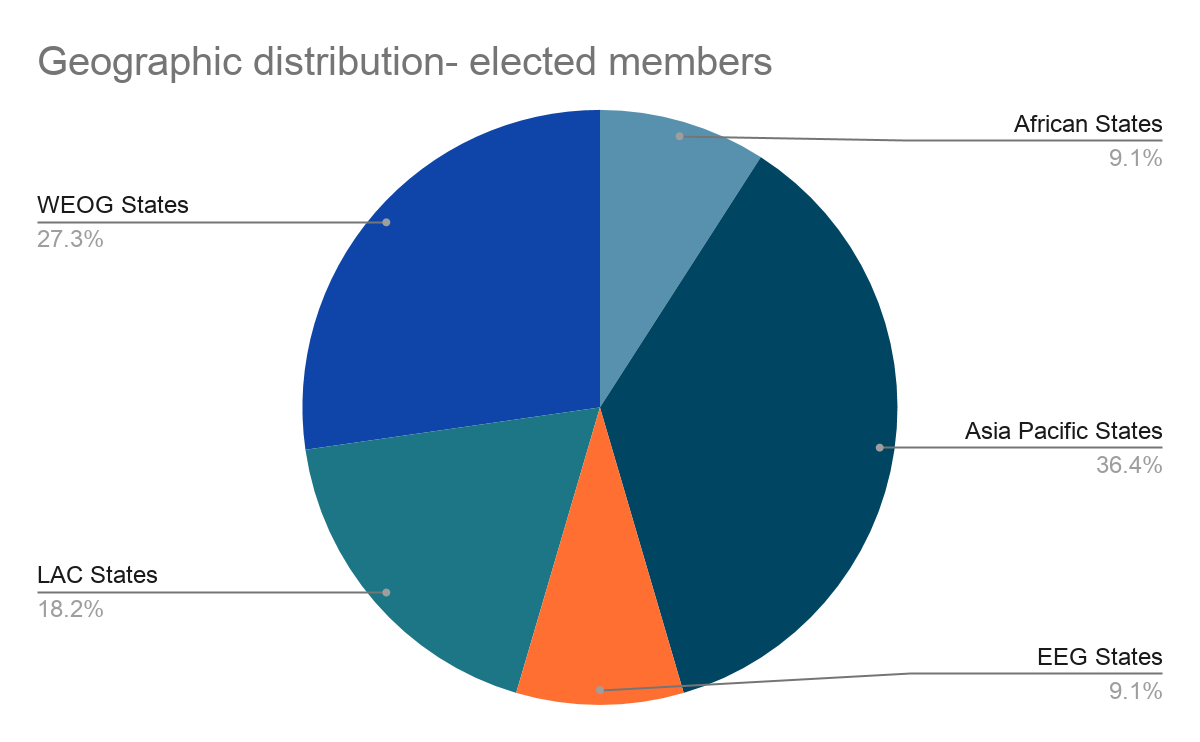 Geographic distribution- elected members
African States
9.1%
WEOG States
27.3%
Asia Pacific States
36.4%
LAC States
18.2%
EEG States
9.1%